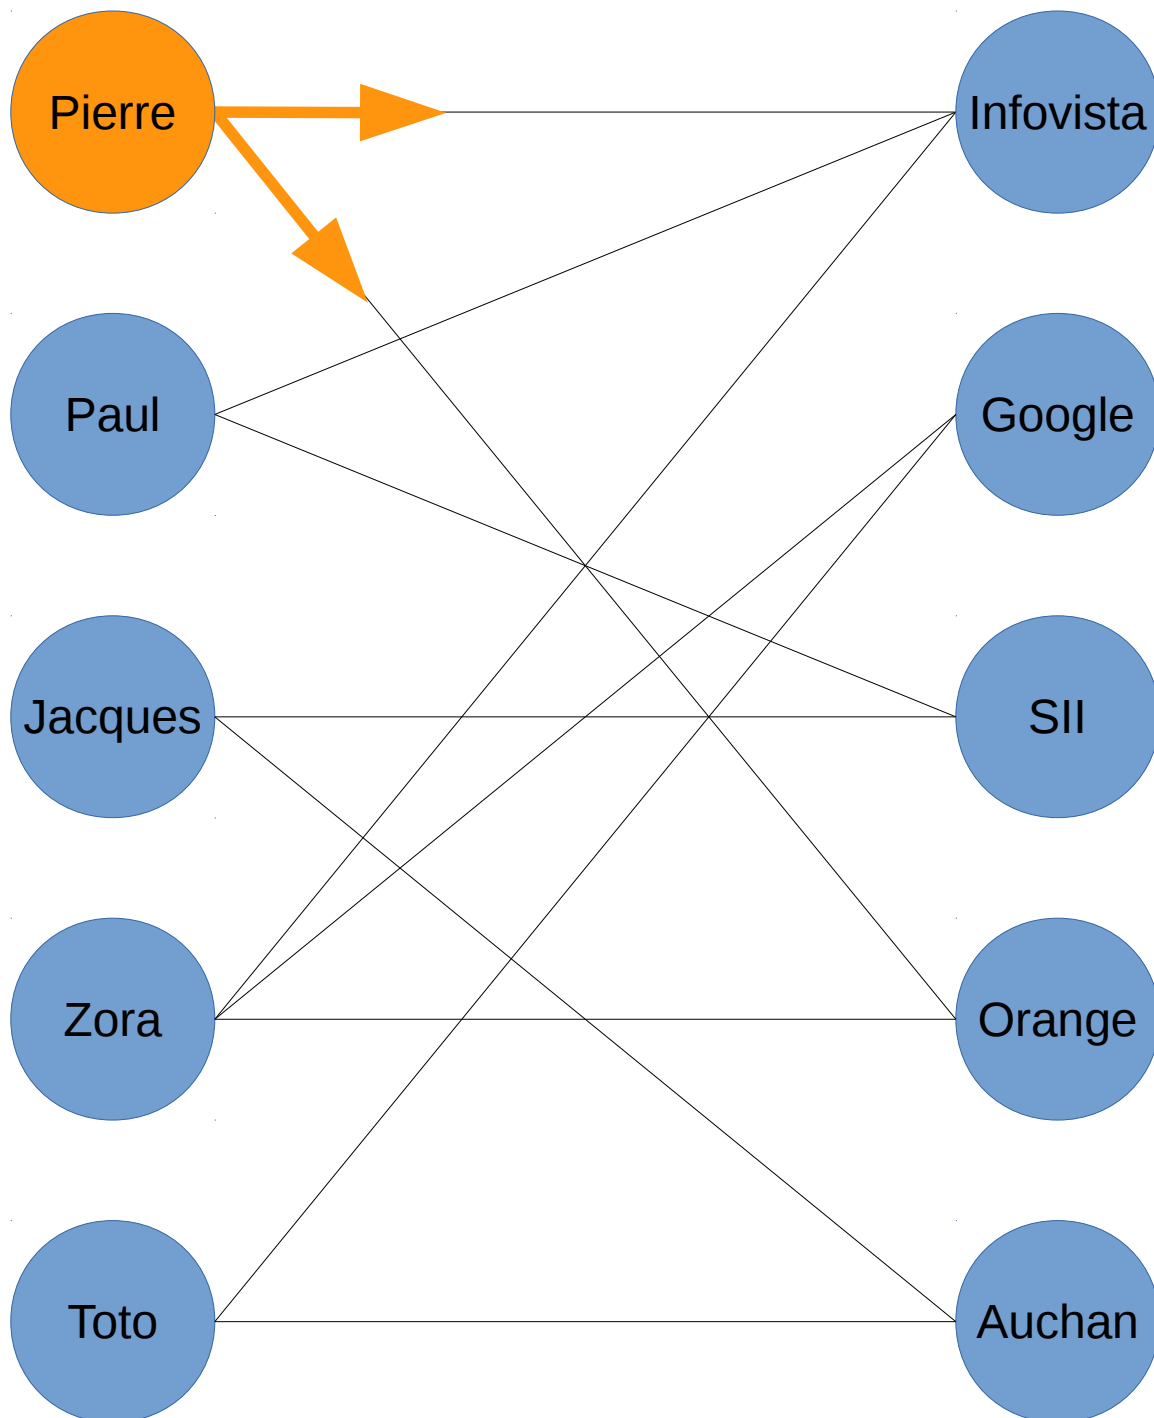 Pierre
Infovista
Paul
Google
Jacques
SII
Zora
Orange
Toto
Auchan